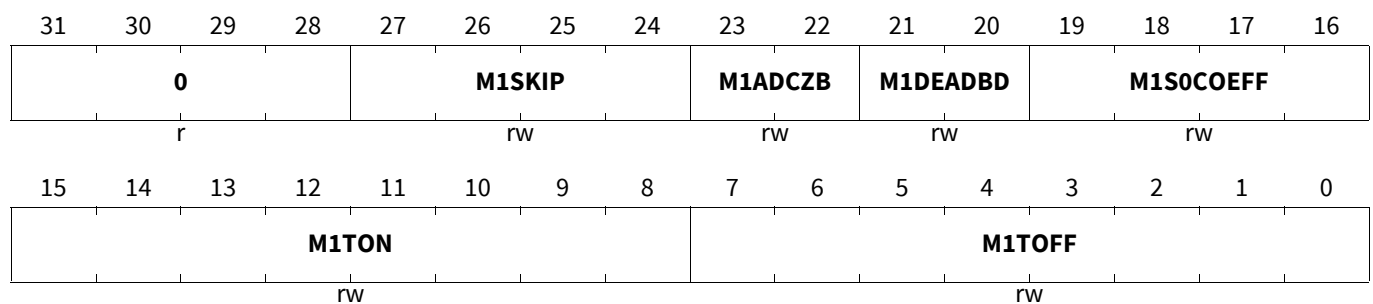 31 30 29 28 27 26 25 24 23 22 21 20 19 18 17 16
0 M1SKIP M1ADCZB M1DEADBD M1S0COEFF
r rw rw rw rw
15 14 13 12 11 10 9 8 7 6 5 4 3 2 1 0
M1TON M1TOFF
rw rw